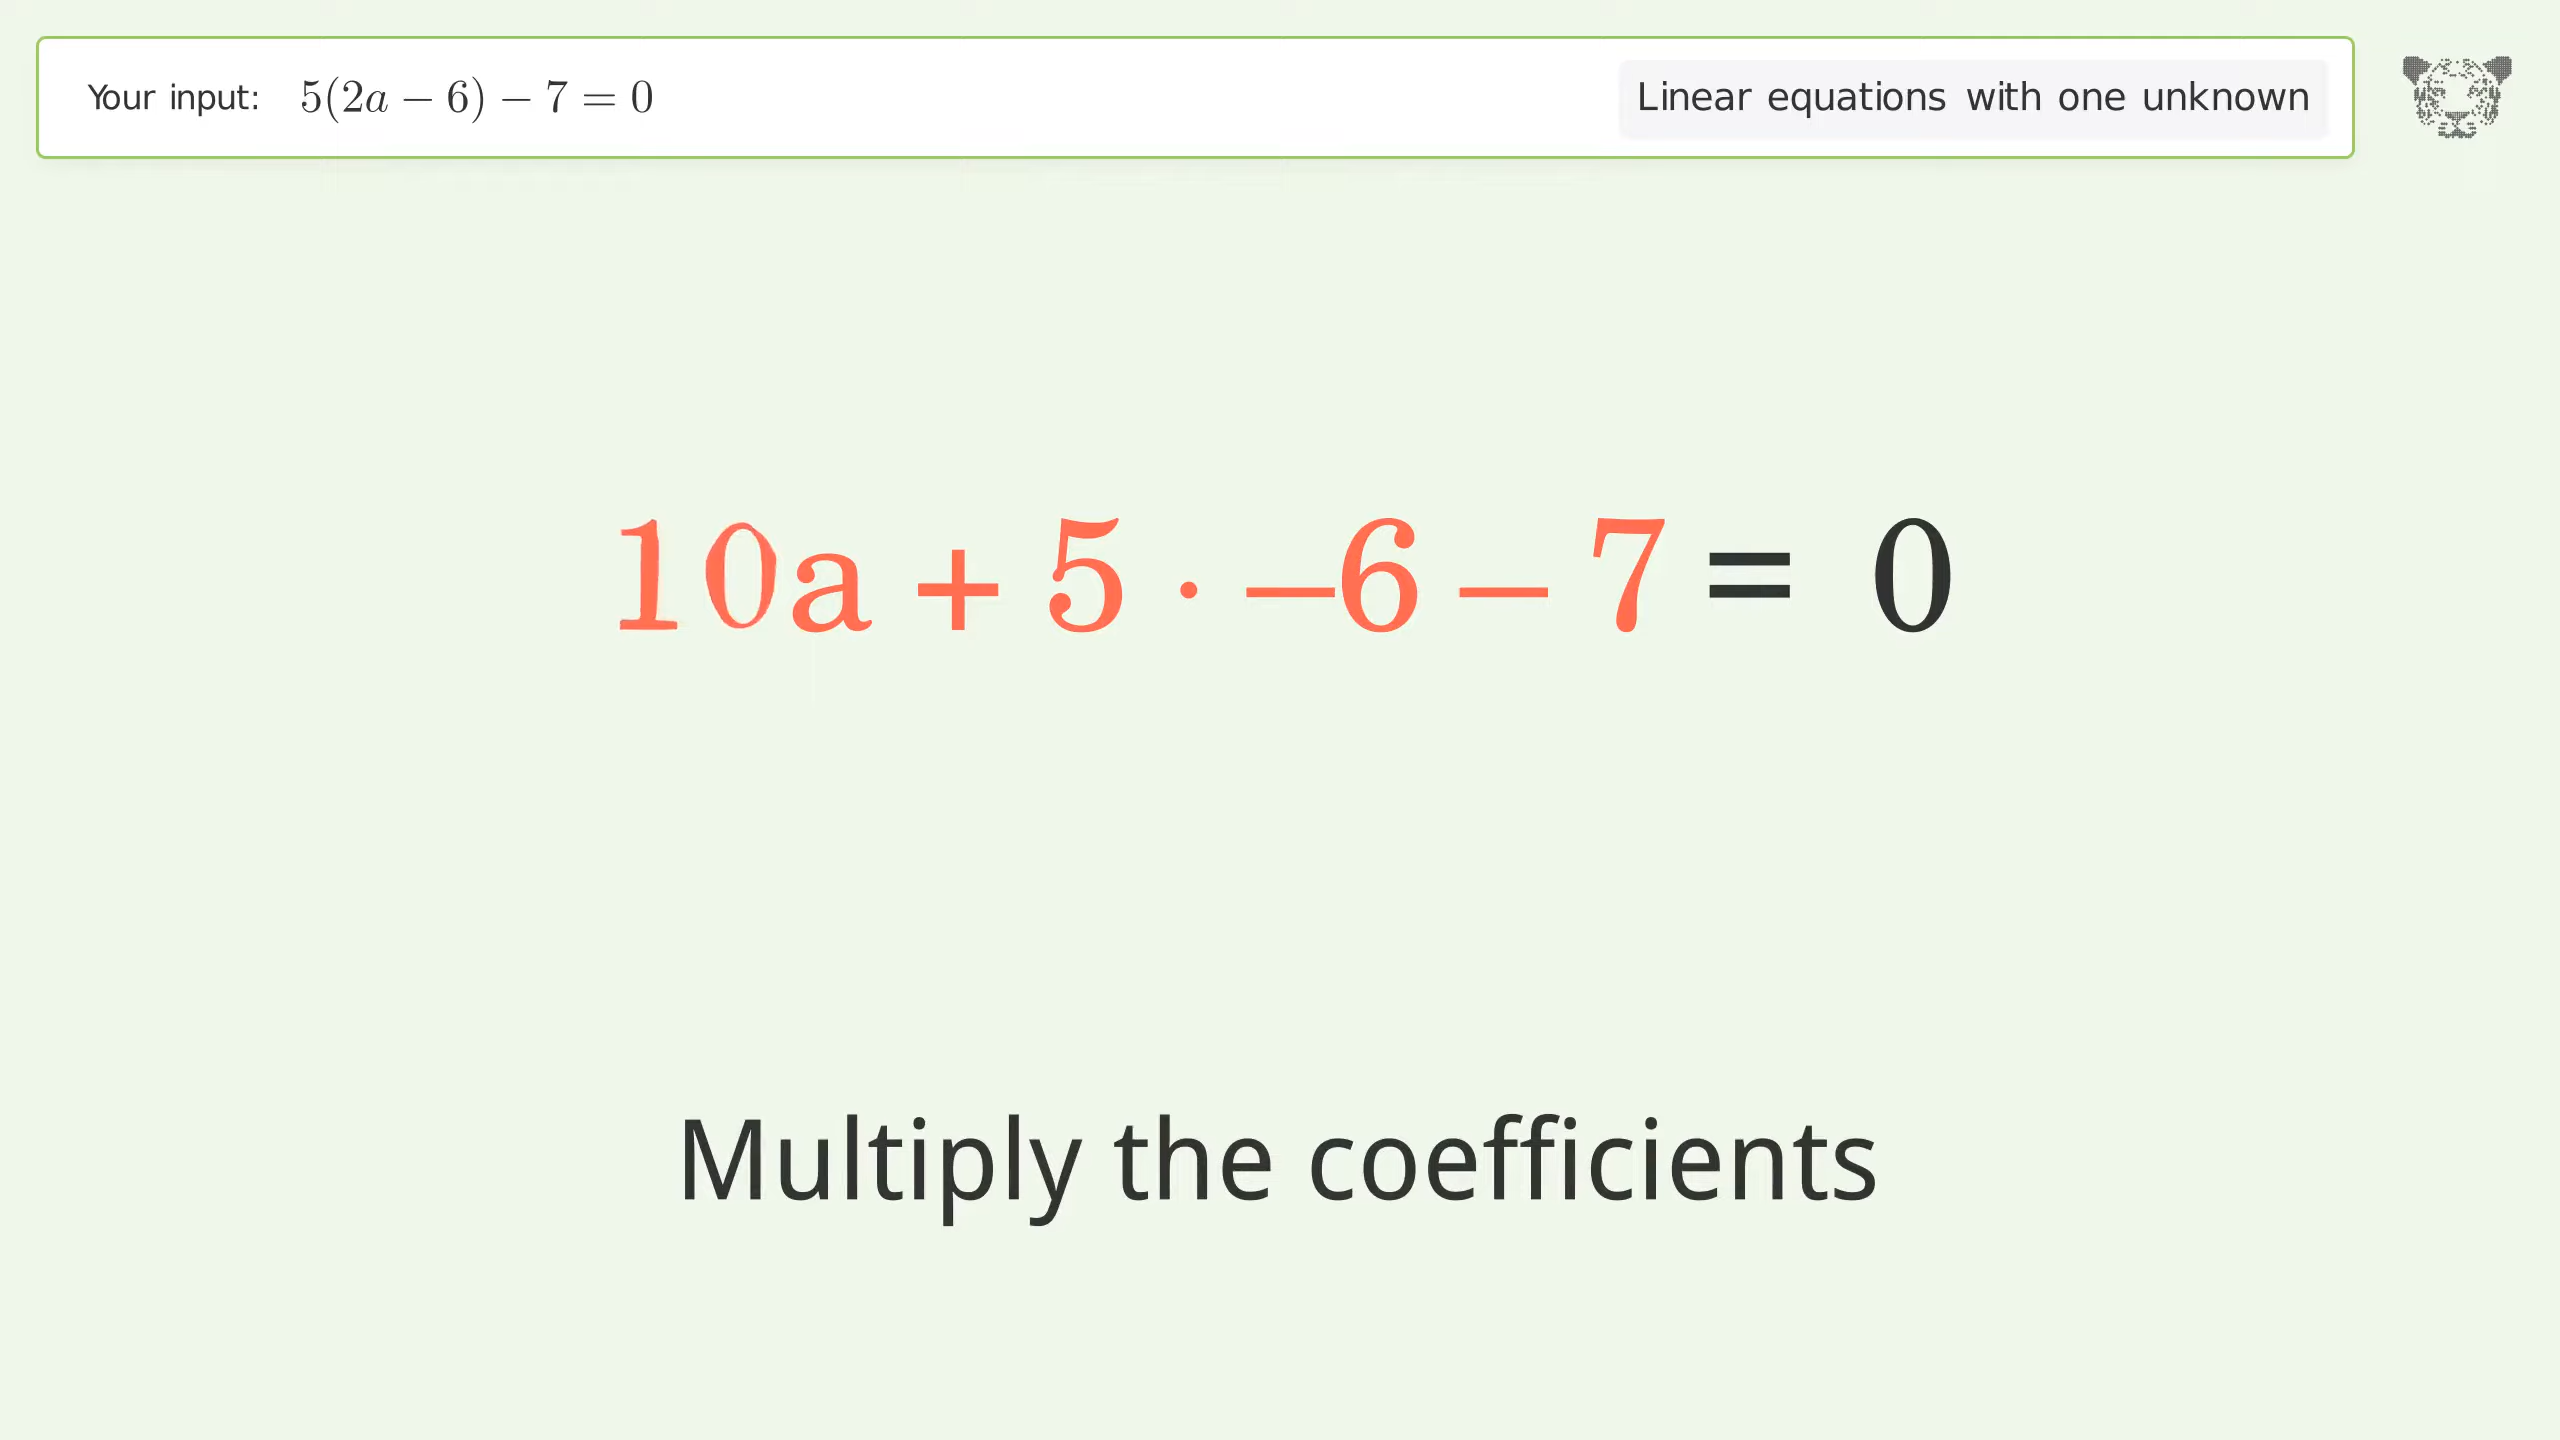 Your input: 5(2a − 6) − 7 = 0
Linear equations with one unknown
10a + 5 · −6 − 7 = 0
Multiply the coefficients